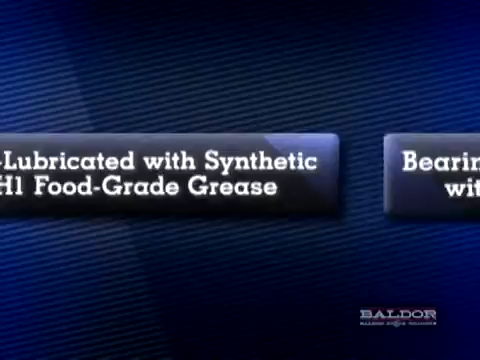 -Lubricated with Synthetic
H1 Food-Grade Grease
Bearin
wit
BALDOR